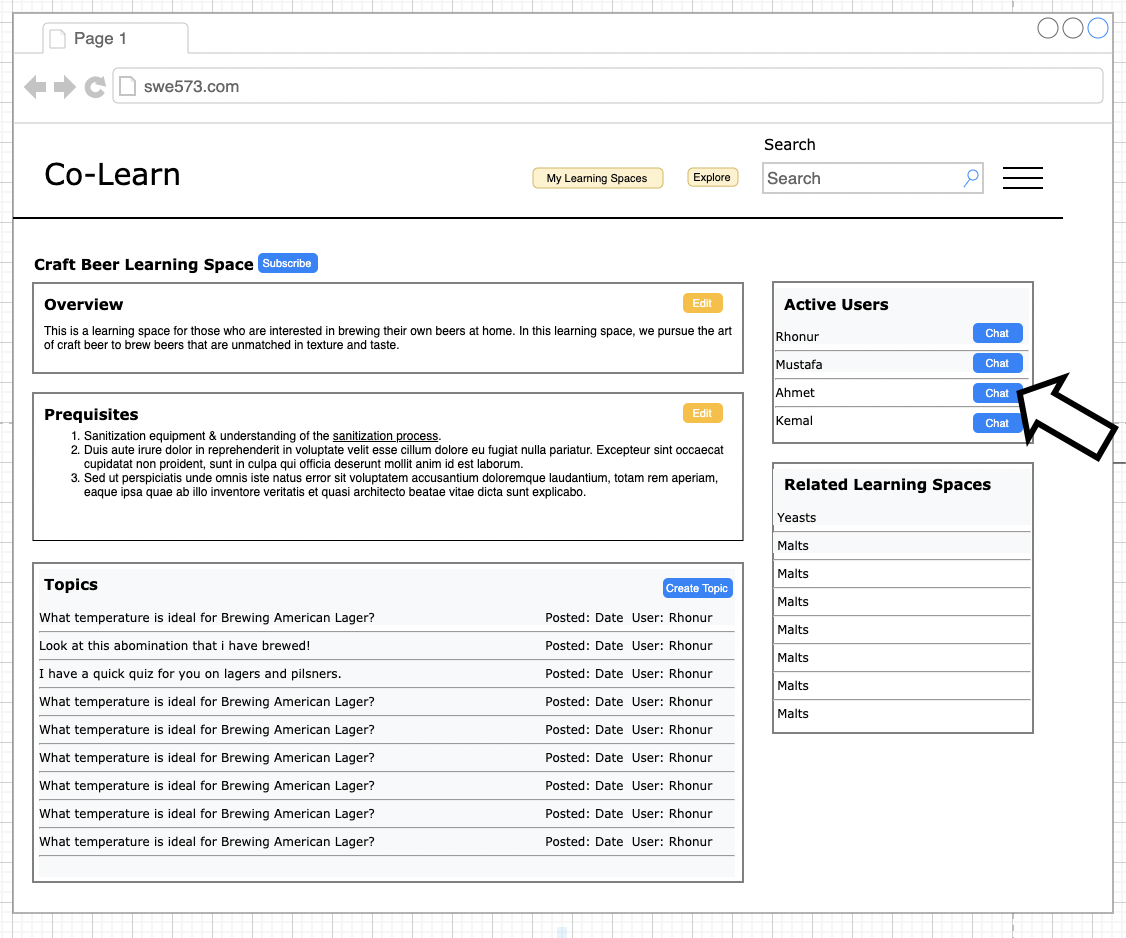 Page 1
swe573.com
Co-Learn
My Learning Spaces
Explore
Search
Search
Craft Beer Learning Space Subscribe
Overview Edit
This is a learning space for those who are interested in brewing their own beers at home. In this learning space, we pursue the art
of craft beer to brew beers that are unmatched in texture and taste.
Prequisites Edit
1. Sanitization equipment & understanding of the sanitization process.
2. Duis aute irure dolor in reprehenderit in voluptate velit esse cillum dolore eu fugiat nulla pariatur. Excepteur sint occaecat
cupidatat non proident, sunt in culpa qui officia deserunt mollit anim id est laborum.
3. Sed ut perspiciatis unde omnis iste natus error sit voluptatem accusantium doloremque laudantium, totam rem aperiam,
eaque ipsa quae ab illo inventore veritatis et quasi architecto beatae vitae dicta sunt explicabo.
Topics Create Topic
What temperature is ideal for Brewing American Lager? Posted: Date User: Rhonur
Look at this abomination that i have brewed! Posted: Date User: Rhonur
I have a quick quiz for you on lagers and pilsners. Posted: Date User: Rhonur
What temperature is ideal for Brewing American Lager? Posted: Date User: Rhonur
What temperature is ideal for Brewing American Lager? Posted: Date User: Rhonur
What temperature is ideal for Brewing American Lager? Posted: Date User: Rhonur
What temperature is ideal for Brewing American Lager? Posted: Date User: Rhonur
What temperature is ideal for Brewing American Lager? Posted: Date User: Rhonur
What temperature is ideal for Brewing American Lager? Posted: Date User: Rhonur
Active Users
Rhonur Chat
Mustafa Chat
Ahmet Chat
Kemal Chat
Related Learning Spaces
Yeasts
Malts
Malts
Malts
Malts
Malts
Malts
Malts